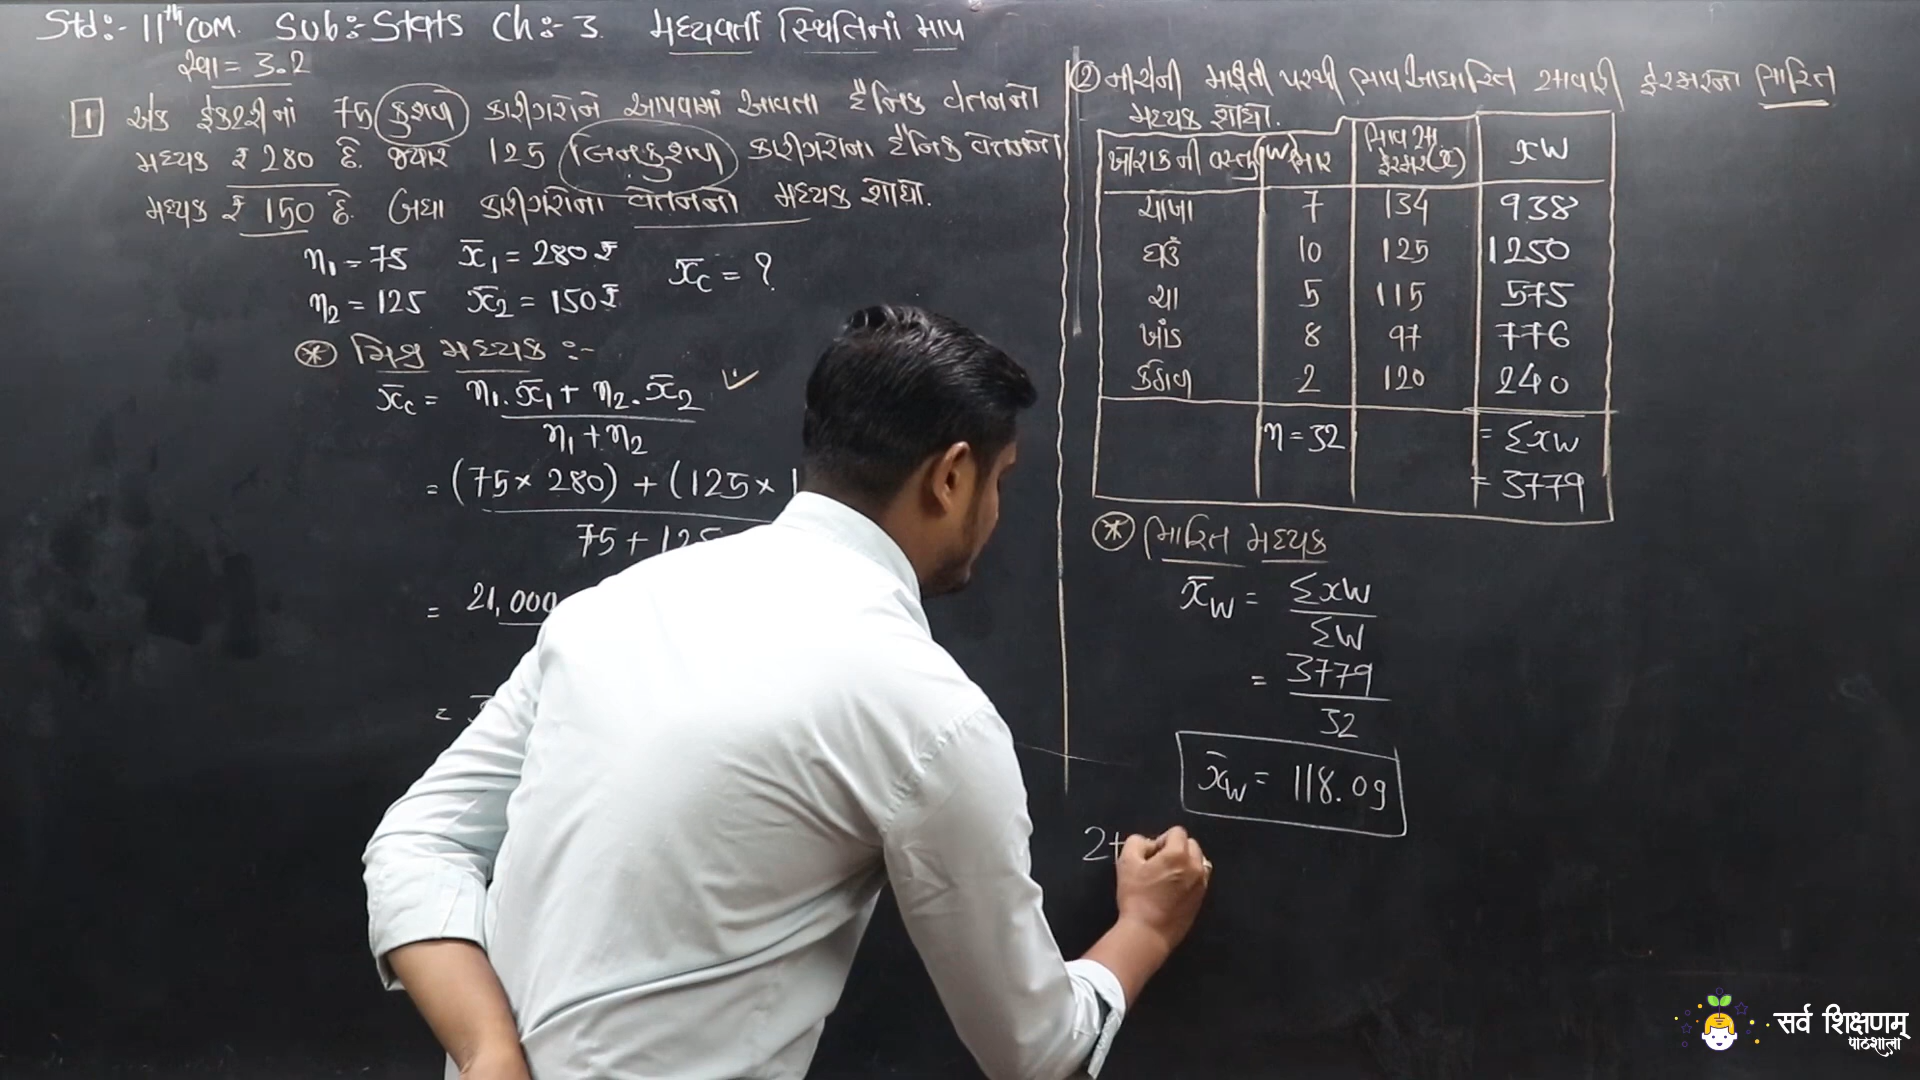 Std:- 11th com. Sub:- Stats Ch:- 3. મધ્યવર્તી સ્થિતિનાં માપ
સ્વા = 3.2
1 એક ફેક્ટરીમાં 75 કુશળ કારીગરોને આપવામાં આવતા દૈનિક વેતનનો
મધ્યક ₹ 280 છે. જ્યારે 125 બિનકુશળ કારીગરોના દૈનિક વેતનનો
મધ્યક ₹ 150 છે. બધા કારીગરોના વેતનનો મધ્યક શોધો.
n₁ = 75 x̄₁ = 280 ₹ x̄c = ?
n₂ = 125 x̄₂ = 150 ₹
* મિશ્ર મધ્યક :-
x̄c = n₁.x̄₁ + n₂.x̄₂
n₁ + n₂
= (75 × 280) + (125 × 1
75 + 125
= 21,000
=
② નીચેની માહિતી પરથી ભાવ આધારિત સવારી ફેરફારના ભારિત
મધ્યક શોધો.
ખોરાકની વસ્તુ (W) ભાર ફેરફાર (x) xW
ચોખા 7 134 938
ઘઉં 10 125 1250
ચા 5 115 575
ખાંડ 8 97 776
કઠોળ 2 120 240
n = 32 = Σxw
= 3779
* ભારિત મધ્યક
x̄w = Σxw
Σw
= 3779
32
x̄w = 118.09
2+
सर्व शिक्षणम्
પાઠશાલા